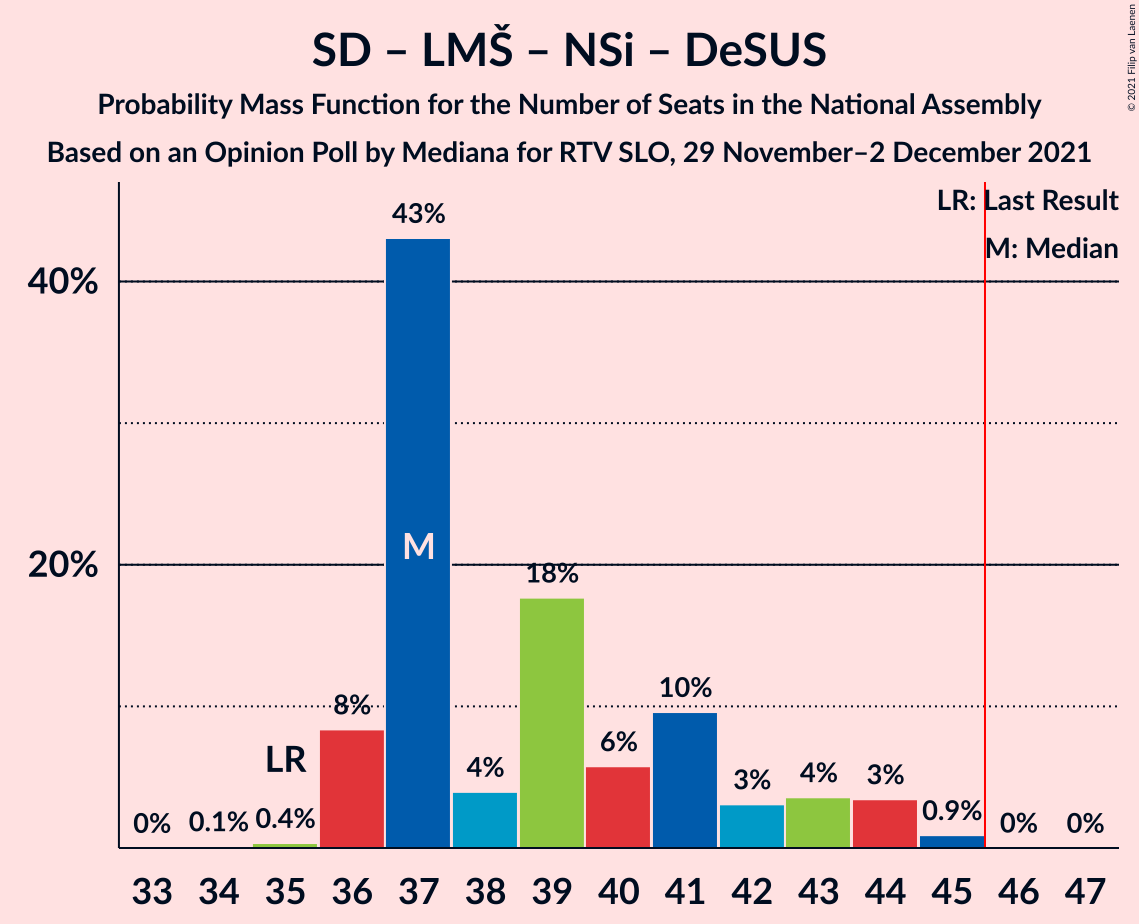 SD – LMŠ – NSi – DeSUS
Probability Mass Function for the Number of Seats in the National Assembly
Based on an Opinion Poll by Mediana for RTV SLO, 29 November–2 December 2021
© 2021 Filip van Laenen
LR: Last Result
M: Median
40%
20%
0%
0.1%
0.4%
LR
8%
43%
M
4%
18%
6%
10%
3%
4%
3%
0.9%
0%
0%
33 34 35 36 37 38 39 40 41 42 43 44 45 46 47